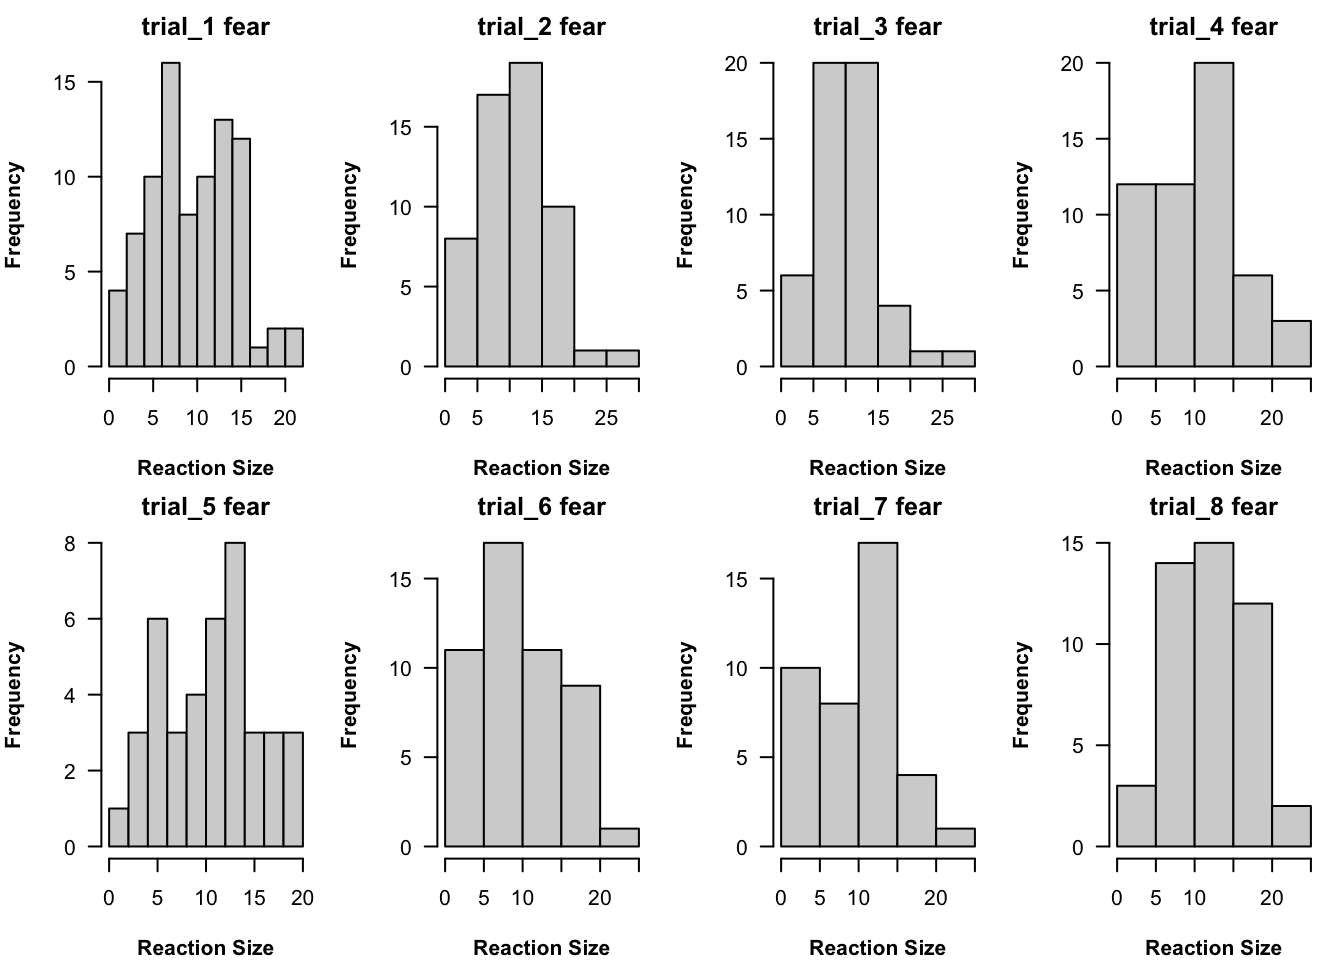 trial_1 fear
Frequency
15
10
5
0
0 5 10 15 20
Reaction Size
trial_2 fear
Frequency
15
10
5
0
0 5 15 25
Reaction Size
trial_3 fear
Frequency
20
15
10
5
0
0 5 15 25
Reaction Size
trial_4 fear
Frequency
20
15
10
5
0
0 5 10 20
Reaction Size
trial_5 fear
Frequency
8
6
4
2
0
0 5 10 15 20
Reaction Size
trial_6 fear
Frequency
15
10
5
0
0 5 10 20
Reaction Size
trial_7 fear
Frequency
15
10
5
0
0 5 10 20
Reaction Size
trial_8 fear
Frequency
15
10
5
0
0 5 10 20
Reaction Size